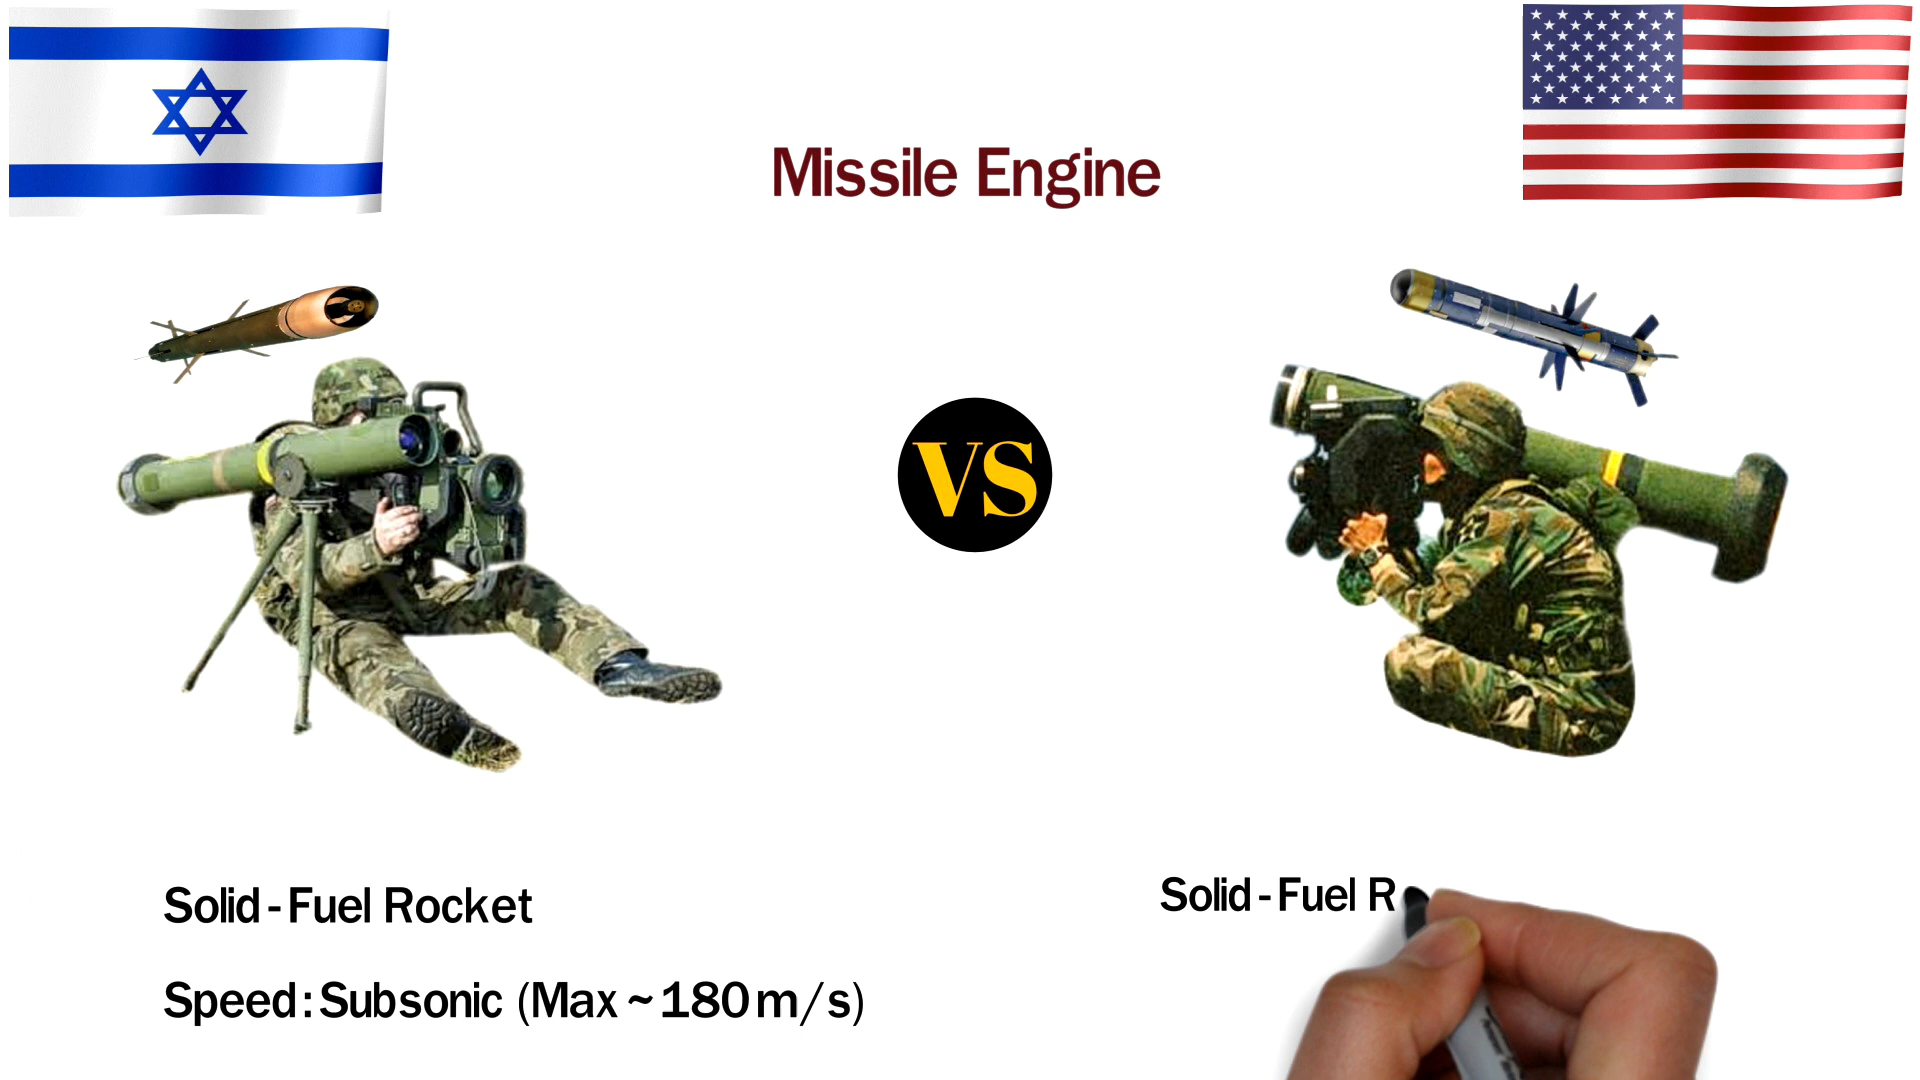 Missile Engine
VS
Solid-Fuel Rocket
Speed: Subsonic (Max ~180 m/s)
Solid-Fuel R